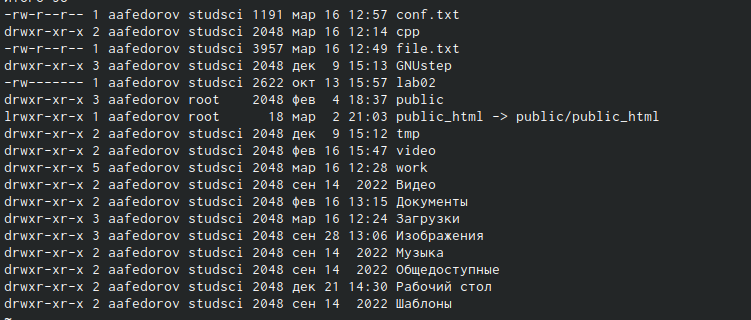 -rw-r--r-- 1 aafedorov studsci 1191 мар 16 12:57 conf.txt
drwxr-xr-x 2 aafedorov studsci 2048 мар 16 12:14 cpp
-rw-r--r-- 1 aafedorov studsci 3957 мар 16 12:49 file.txt
drwxr-xr-x 3 aafedorov studsci 2048 дек  9 15:13 GNUstep
-rw------- 1 aafedorov studsci 2622 окт 13 15:57 lab02
drwxr-xr-x 3 aafedorov root    2048 фев  4 18:37 public
lrwxr-xr-x 1 aafedorov root      18 мар  2 21:03 public_html -> public/public_html
drwxr-xr-x 2 aafedorov studsci 2048 дек  9 15:12 tmp
drwxr-xr-x 2 aafedorov studsci 2048 фев 16 15:47 video
drwxr-xr-x 5 aafedorov studsci 2048 мар 16 12:28 work
drwxr-xr-x 2 aafedorov studsci 2048 сен 14  2022 Видео
drwxr-xr-x 2 aafedorov studsci 2048 фев 16 13:15 Документы
drwxr-xr-x 3 aafedorov studsci 2048 мар 16 12:24 Загрузки
drwxr-xr-x 3 aafedorov studsci 2048 сен 28 13:06 Изображения
drwxr-xr-x 2 aafedorov studsci 2048 сен 14  2022 Музыка
drwxr-xr-x 2 aafedorov studsci 2048 сен 14  2022 Общедоступные
drwxr-xr-x 2 aafedorov studsci 2048 дек 21 14:30 Рабочий стол
drwxr-xr-x 2 aafedorov studsci 2048 сен 14  2022 Шаблоны